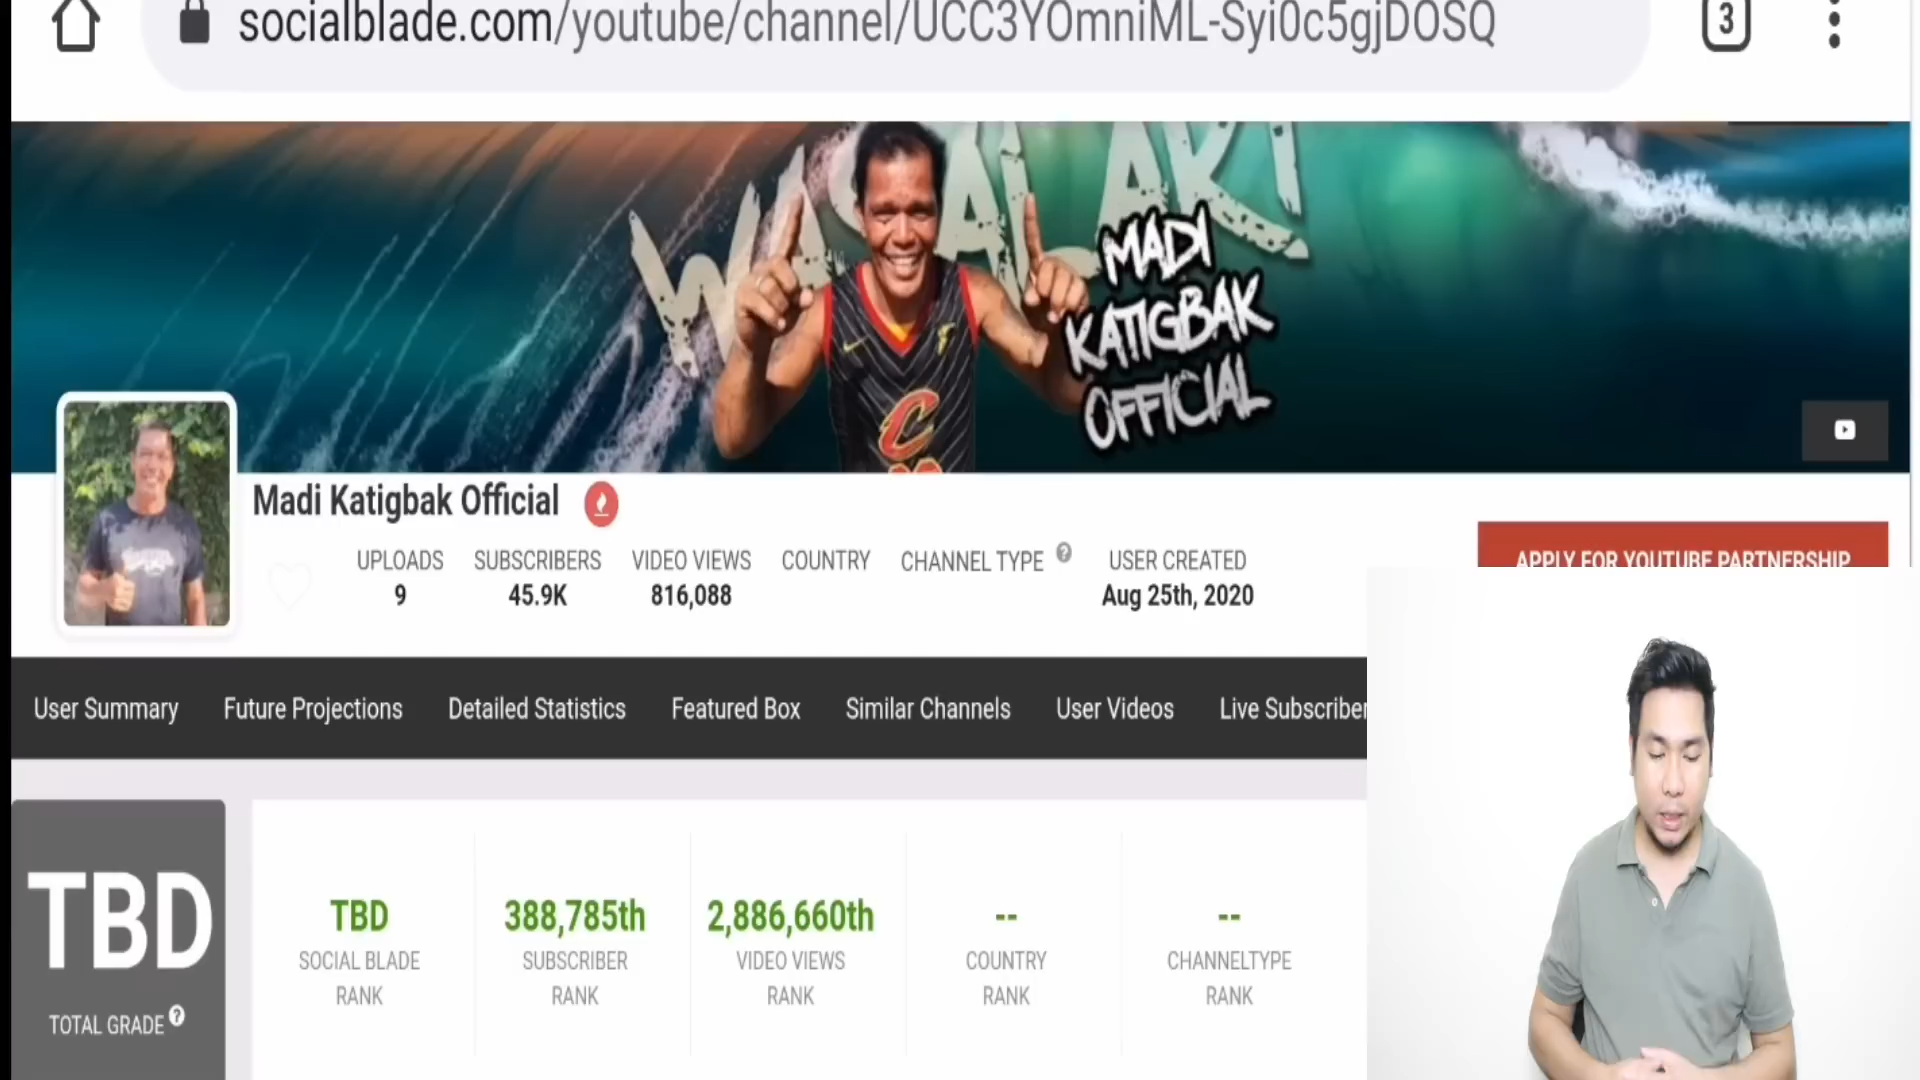 socialblade.com/youtube/channel/UCC3YOmniML-Syi0c5gjDOSQ
3
WASALAK!
MADI
KATIGBAK
OFFICIAL
C
Madi Katigbak Official
UPLOADS SUBSCRIBERS VIDEO VIEWS COUNTRY CHANNEL TYPE ? USER CREATED
9 45.9K 816,088 Aug 25th, 2020
APPLY FOR YOUTUBE PARTNERSHIP
User Summary Future Projections Detailed Statistics Featured Box Similar Channels User Videos Live Subscriber
TBD
TOTAL GRADE ?
TBD 388,785th 2,886,660th -- --
SOCIAL BLADE SUBSCRIBER VIDEO VIEWS COUNTRY CHANNELTYPE
RANK RANK RANK RANK RANK